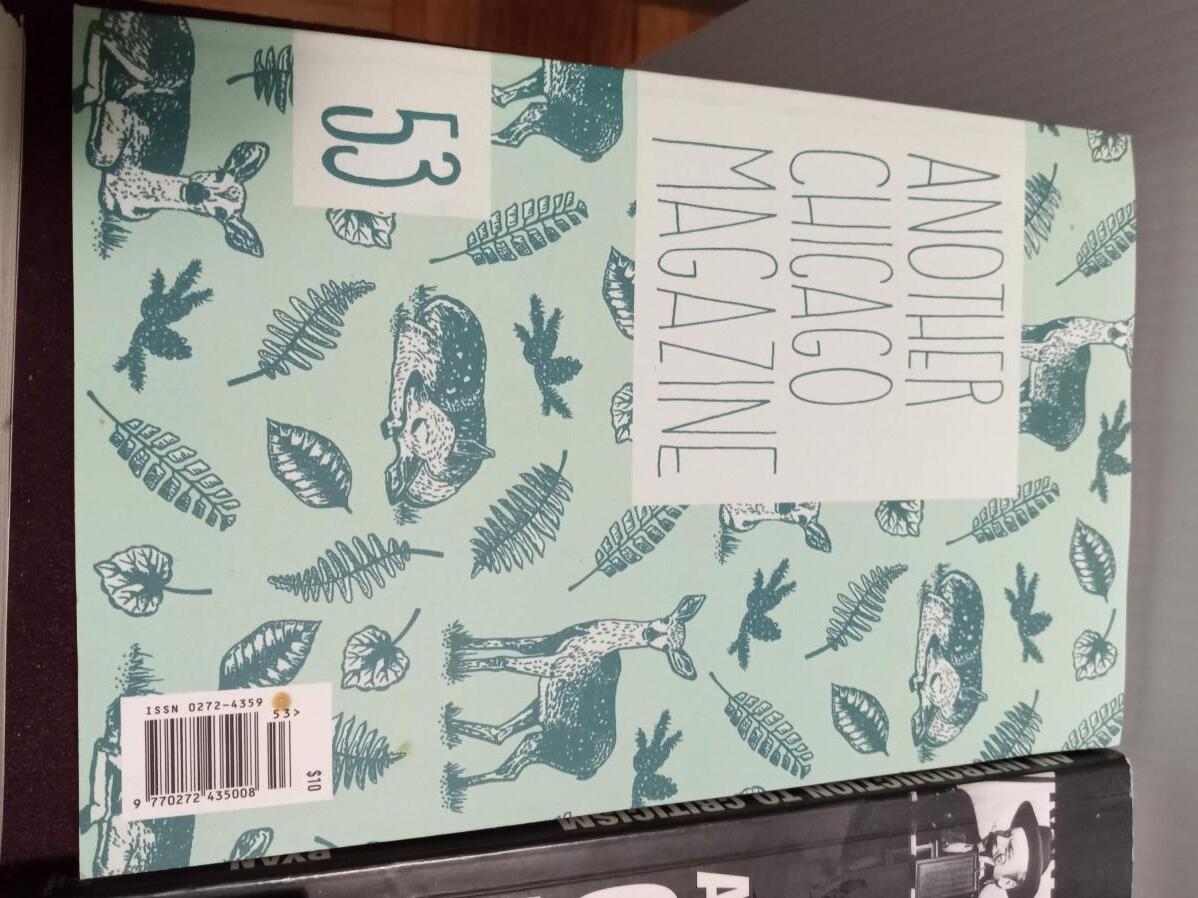 ANOTHER
CHICAGO
MAGAZINE
53
ISSN 0272-4359
53>
9 770272 435008
$10
AN INTRODUCTION TO CRITICISM
RYAN